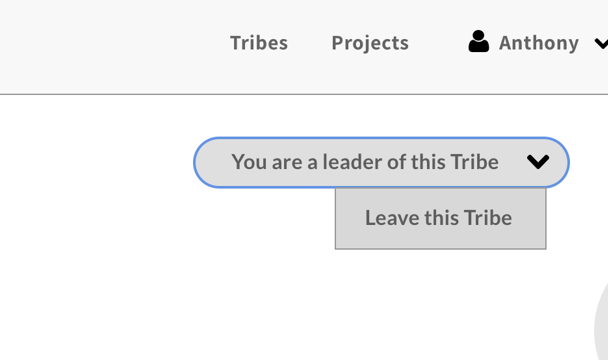 Tribes Projects Anthony
You are a leader of this Tribe
Leave this Tribe